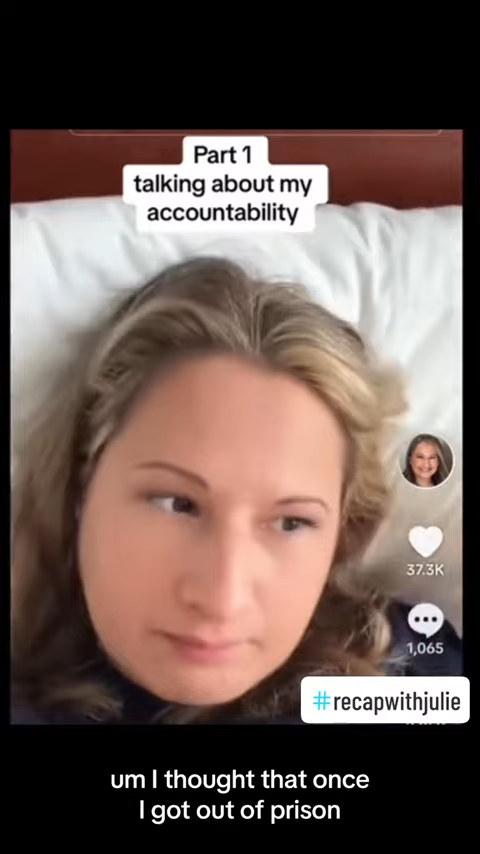 Part 1
talking about my
accountability
37.3K
1,065
#recapwithjulie
um I thought that once
I got out of prison